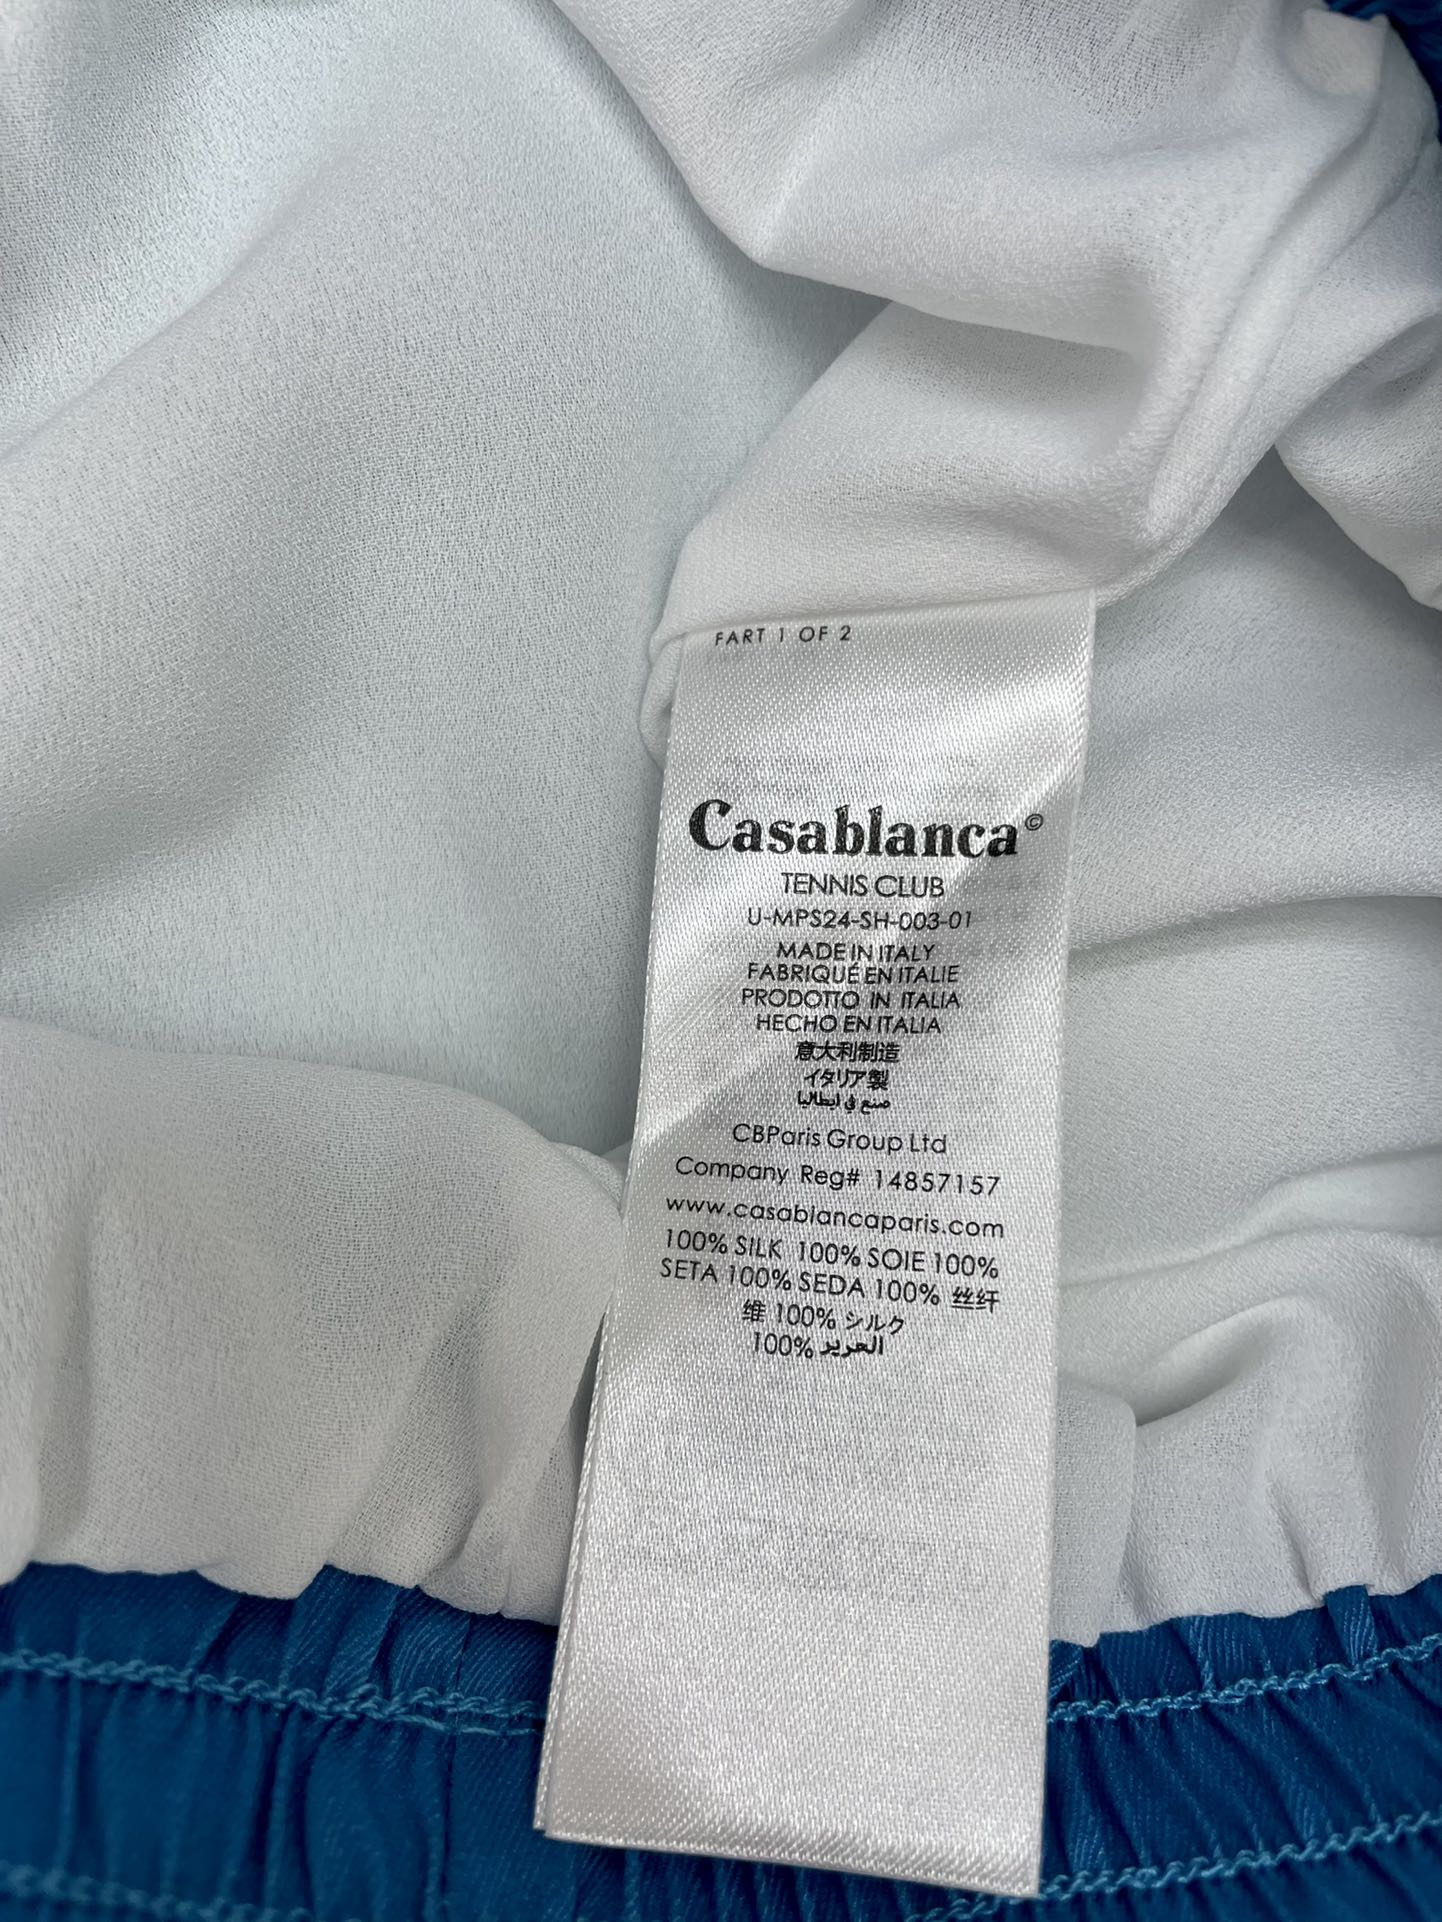 FART 1 OF 2
Casablanca©
TENNIS CLUB
U-MPS24-SH-003-01
MADE IN ITALY
FABRIQUÉ EN ITALIE
PRODOTTO IN ITALIA
HECHO EN ITALIA
意大利制造
イタリア製
صنع في ايطاليا
CBParis Group Ltd
Company Reg# 14857157
www.casablancaparis.com
100% SILK 100% SOIE 100%
SETA 100% SEDA 100% 丝纤
维 100% シルク
100% الحرير